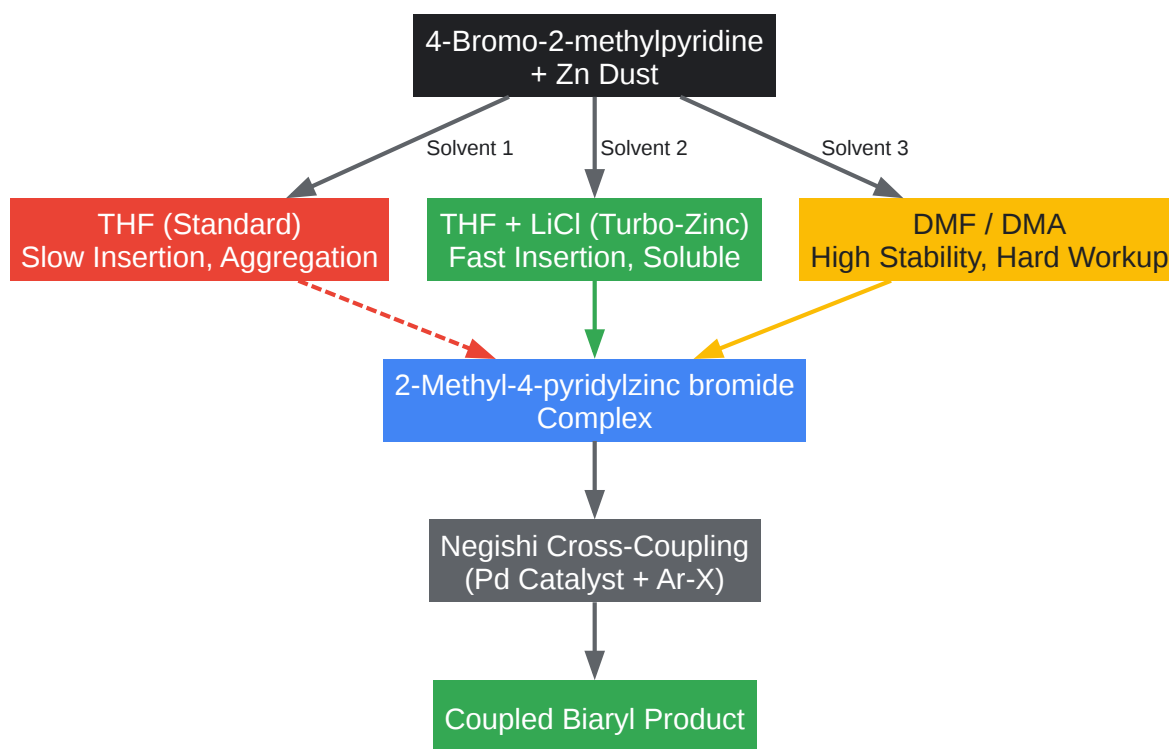 4-Bromo-2-methylpyridine
+ Zn Dust
Solvent 1
Solvent 2
Solvent 3
THF (Standard)
Slow Insertion, Aggregation
THF + LiCl (Turbo-Zinc)
Fast Insertion, Soluble
DMF / DMA
High Stability, Hard Workup
2-Methyl-4-pyridylzinc bromide
Complex
Negishi Cross-Coupling
(Pd Catalyst + Ar-X)
Coupled Biaryl Product